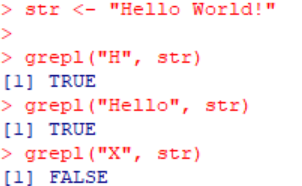 > str <- "Hello World!"
>
> grepl("H", str)
[1] TRUE
> grepl("Hello", str)
[1] TRUE
> grepl("X", str)
[1] FALSE